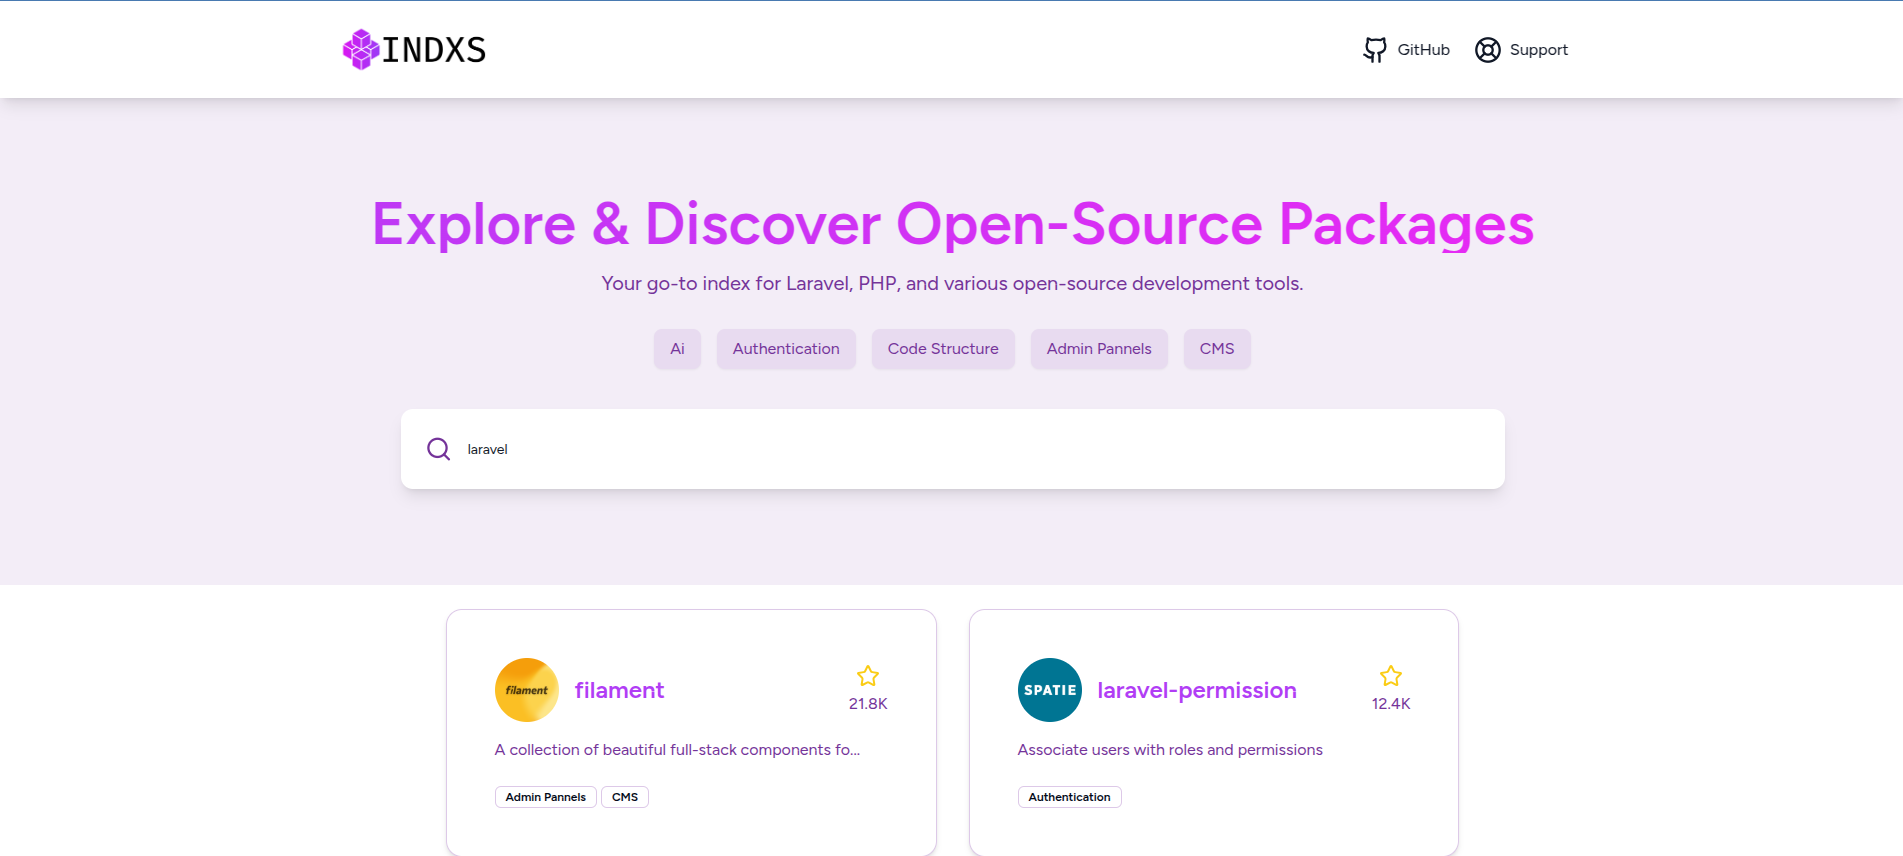 INDXS
GitHub
Support
Explore & Discover Open-Source Packages
Your go-to index for Laravel, PHP, and various open-source development tools.
Ai
Authentication
Code Structure
Admin Pannels
CMS
laravel
filament
filament
21.8K
A collection of beautiful full-stack components fo...
Admin Pannels
CMS
SPATIE
laravel-permission
12.4K
Associate users with roles and permissions
Authentication